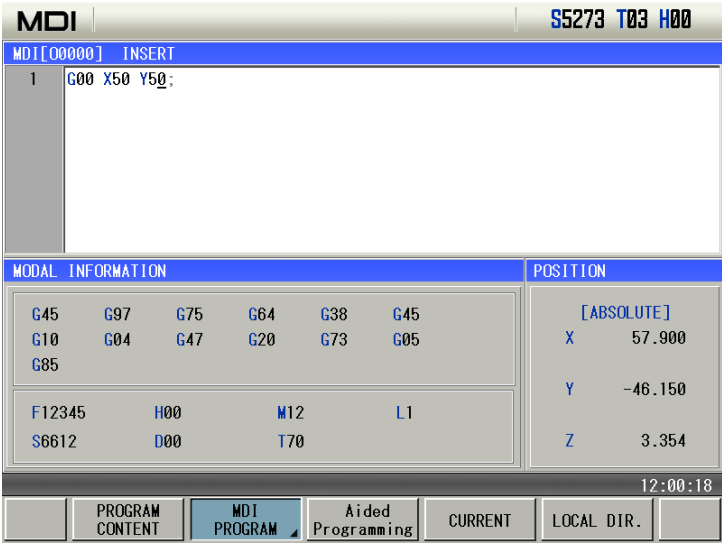 MDI S5273 T03 H00
MDI[O0000] INSERT
1 G00 X50 Y50;
MODAL INFORMATION
G45 G97 G75 G64 G38 G45
G10 G04 G47 G20 G73 G05
G85
F12345 H00 M12 L1
S6612 D00 T70
POSITION
[ABSOLUTE]
X 57.900
Y -46.150
Z 3.354
12:00:18
PROGRAM
CONTENT
MDI
PROGRAM
Aided
Programming
CURRENT
LOCAL DIR.